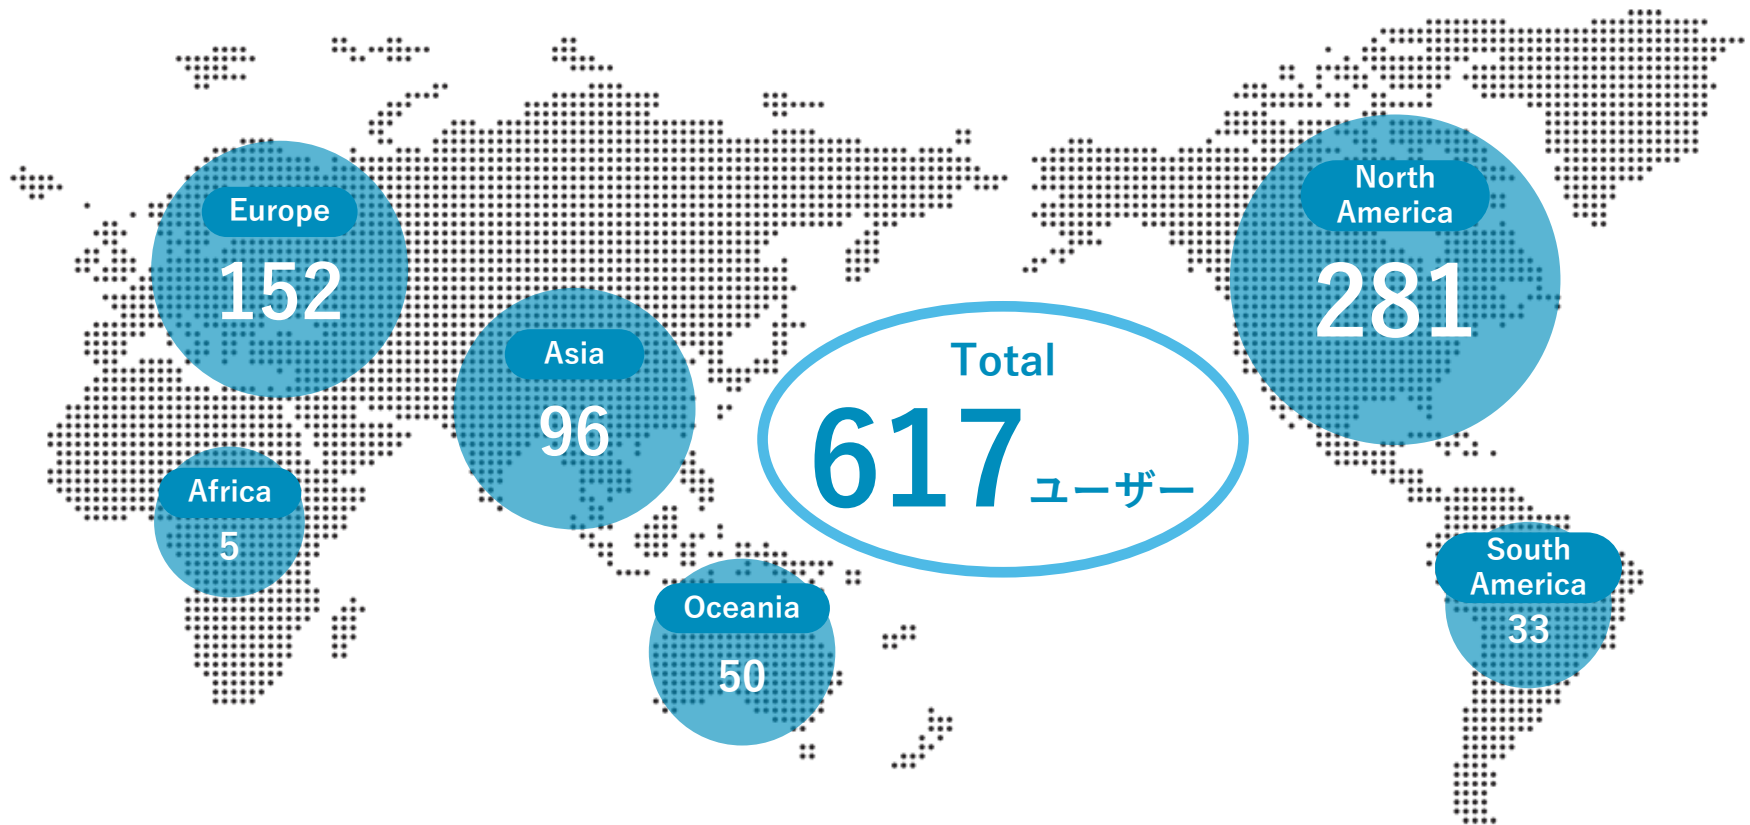 Europe
152
Asia
96
Africa
5
Oceania
50
Total
617ユーザー
North
America
281
South
America
33